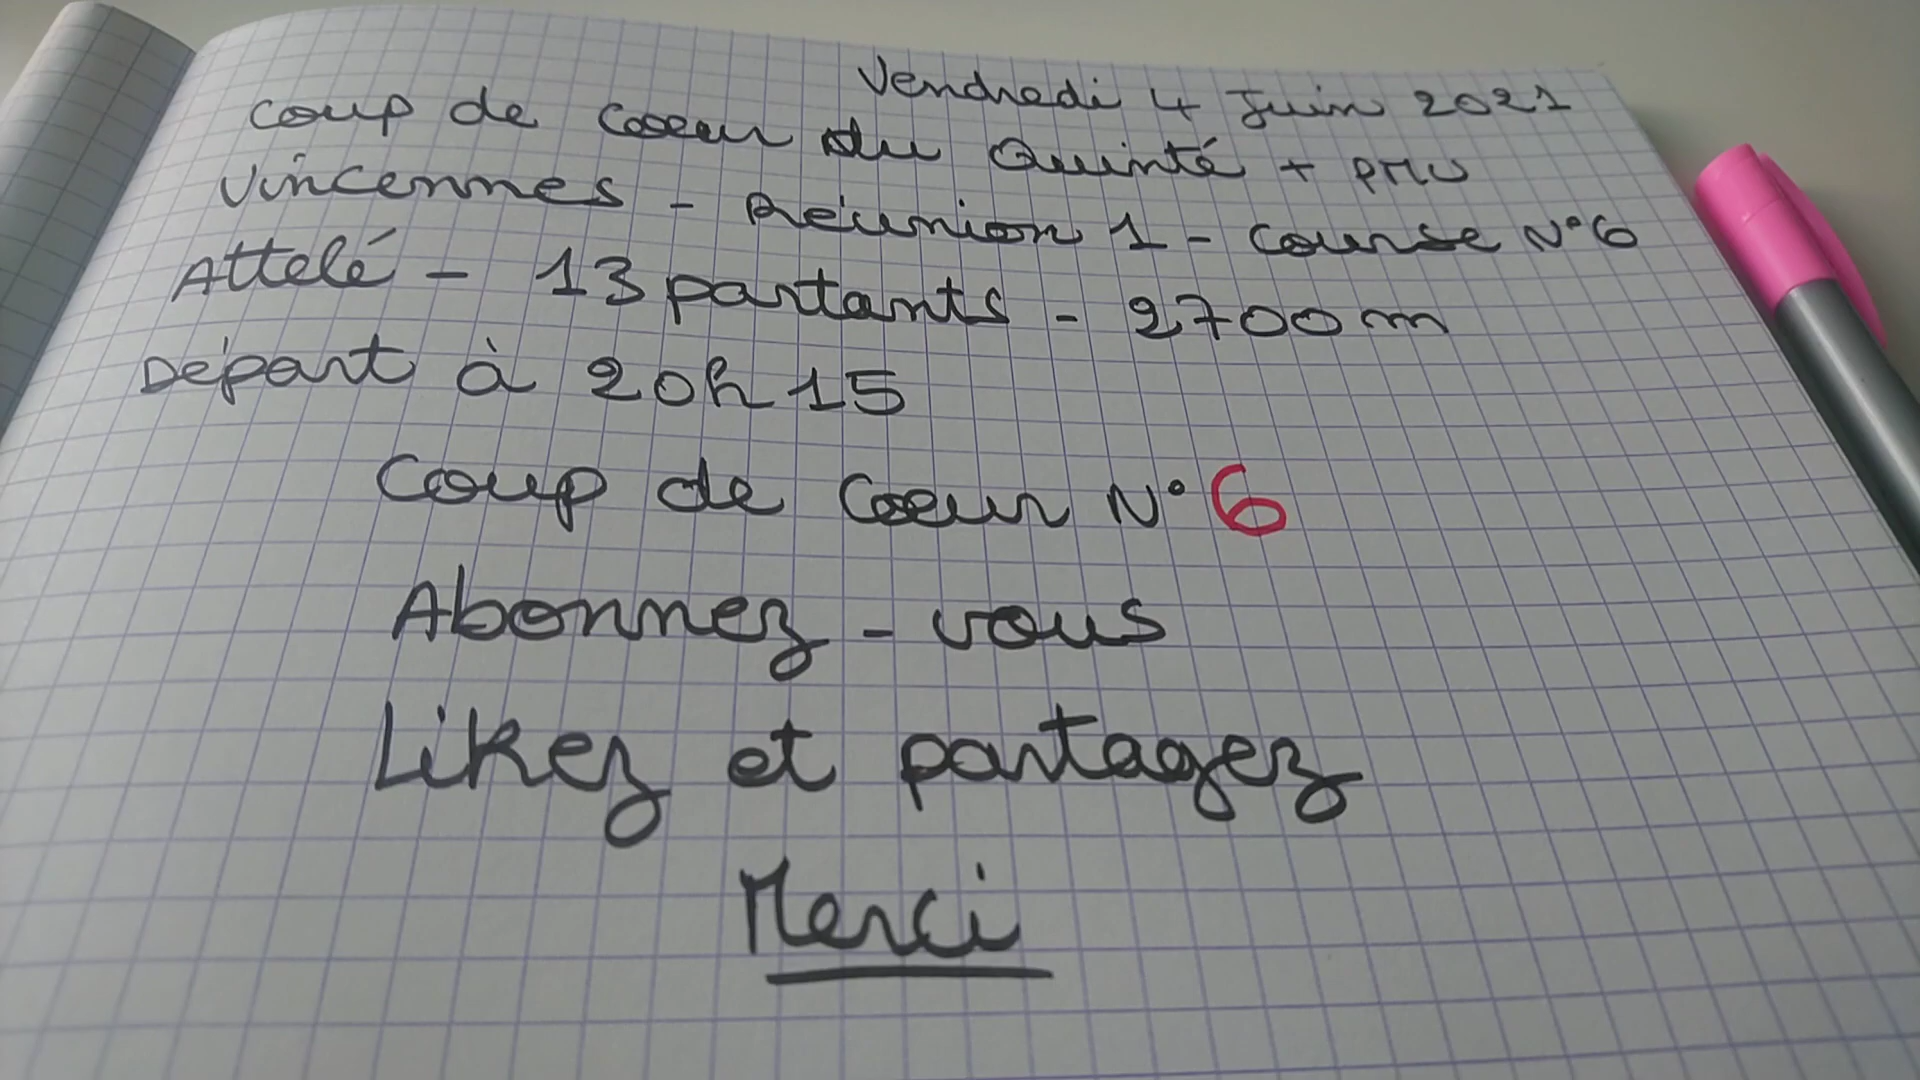 Vendredi 4 Juin 2021
Coup de Coeur du Quinté + PMU
Vincennes - Réunion 1 - Course N°6
Attelé - 13 partants - 2700m
Départ à 20h15
Coup de Coeur N°6
Abonnez-vous
Likez et partagez
Merci